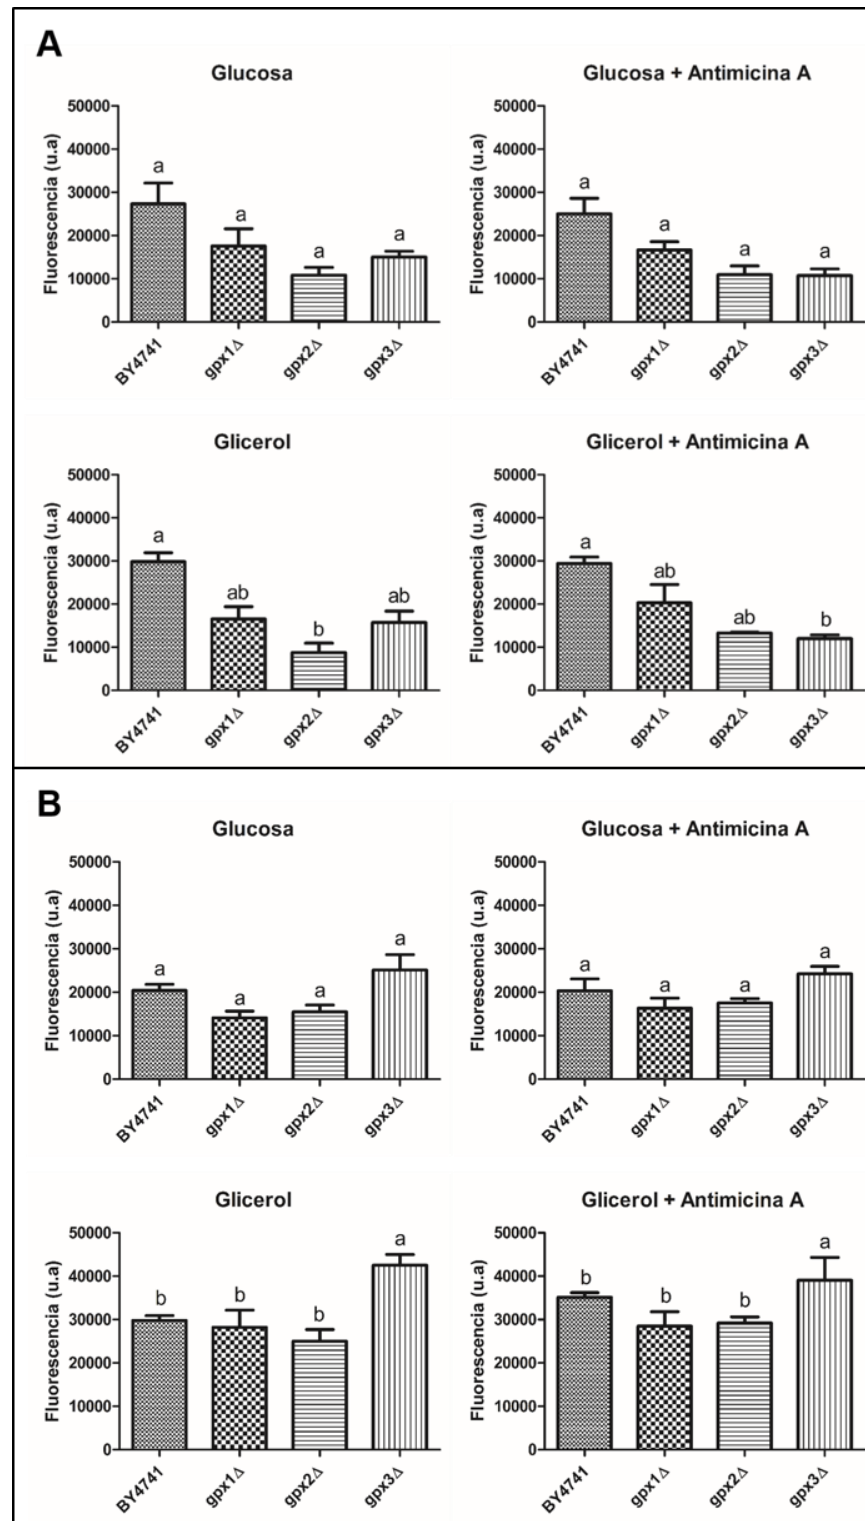 A
Glucosa
Fluorescencia (u.a)
50000
40000
30000
20000
10000
0
a
a
a
a
BY4741
gpx1Δ
gpx2Δ
gpx3Δ
Glucosa + Antimicina A
Fluorescencia (u.a)
50000
40000
30000
20000
10000
0
a
a
a
a
BY4741
gpx1Δ
gpx2Δ
gpx3Δ
Glicerol
Fluorescencia (u.a)
50000
40000
30000
20000
10000
0
a
ab
b
ab
BY4741
gpx1Δ
gpx2Δ
gpx3Δ
Glicerol + Antimicina A
Fluorescencia (u.a)
50000
40000
30000
20000
10000
0
a
ab
ab
b
BY4741
gpx1Δ
gpx2Δ
gpx3Δ
B
Glucosa
Fluorescencia (u.a)
50000
40000
30000
20000
10000
0
a
a
a
a
BY4741
gpx1Δ
gpx2Δ
gpx3Δ
Glucosa + Antimicina A
Fluorescencia (u.a)
50000
40000
30000
20000
10000
0
a
a
a
a
BY4741
gpx1Δ
gpx2Δ
gpx3Δ
Glicerol
Fluorescencia (u.a)
50000
40000
30000
20000
10000
0
b
b
b
a
BY4741
gpx1Δ
gpx2Δ
gpx3Δ
Glicerol + Antimicina A
Fluorescencia (u.a)
50000
40000
30000
20000
10000
0
b
b
b
a
BY4741
gpx1Δ
gpx2Δ
gpx3Δ